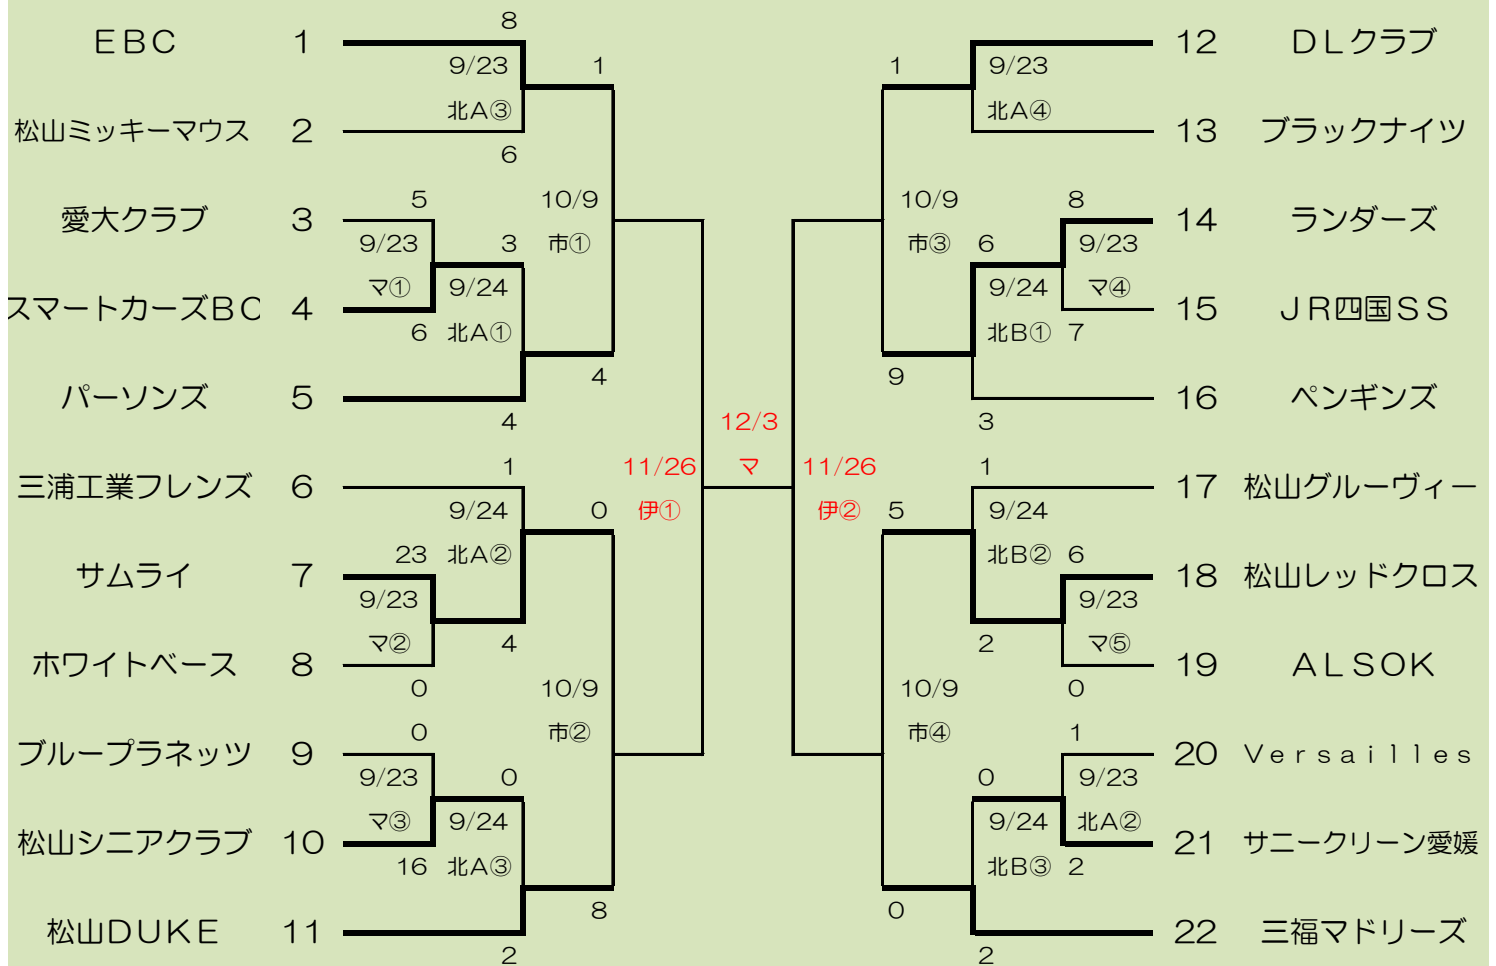 8
ＥＢＣ 1 12 ＤＬクラブ
9/23 1 1 9/23
北A③ 北A④
松山ミッキーマウス 2 13 ブラックナイツ
6
5 10/9 10/9 8
愛大クラブ 3 14 ランダーズ
9/23 3 市① 市③ 6 9/23
マ① 9/24 9/24 マ④
スマートカーズＢＣ 4 15 ＪＲ四国ＳＳ
6 北A① 北B① 7
4 9
パーソンズ 5 16 ペンギンズ
4 12/3 3
1 11/26 マ 11/26 1
三浦工業フレンズ 6 17 松山グルーヴィー
9/24 0 伊① 伊② 5 9/24
23 北A② 北B② 6
サムライ 7 18 松山レッドクロス
9/23 9/23
マ② 4 2 マ⑤
ホワイトベース 8 19 ＡＬＳＯＫ
0 10/9 10/9 0
0 市② 市④ 1
ブループラネッツ 9 20 Ｖｅｒｓａｉｌｌｅｓ
9/23 0 0 9/23
マ③ 9/24 9/24 北A②
松山シニアクラブ 10 21 サニークリーン愛媛
16 北A③ 北B③ 2
8 0
松山ＤＵＫＥ 11 22 三福マドリーズ
2 2